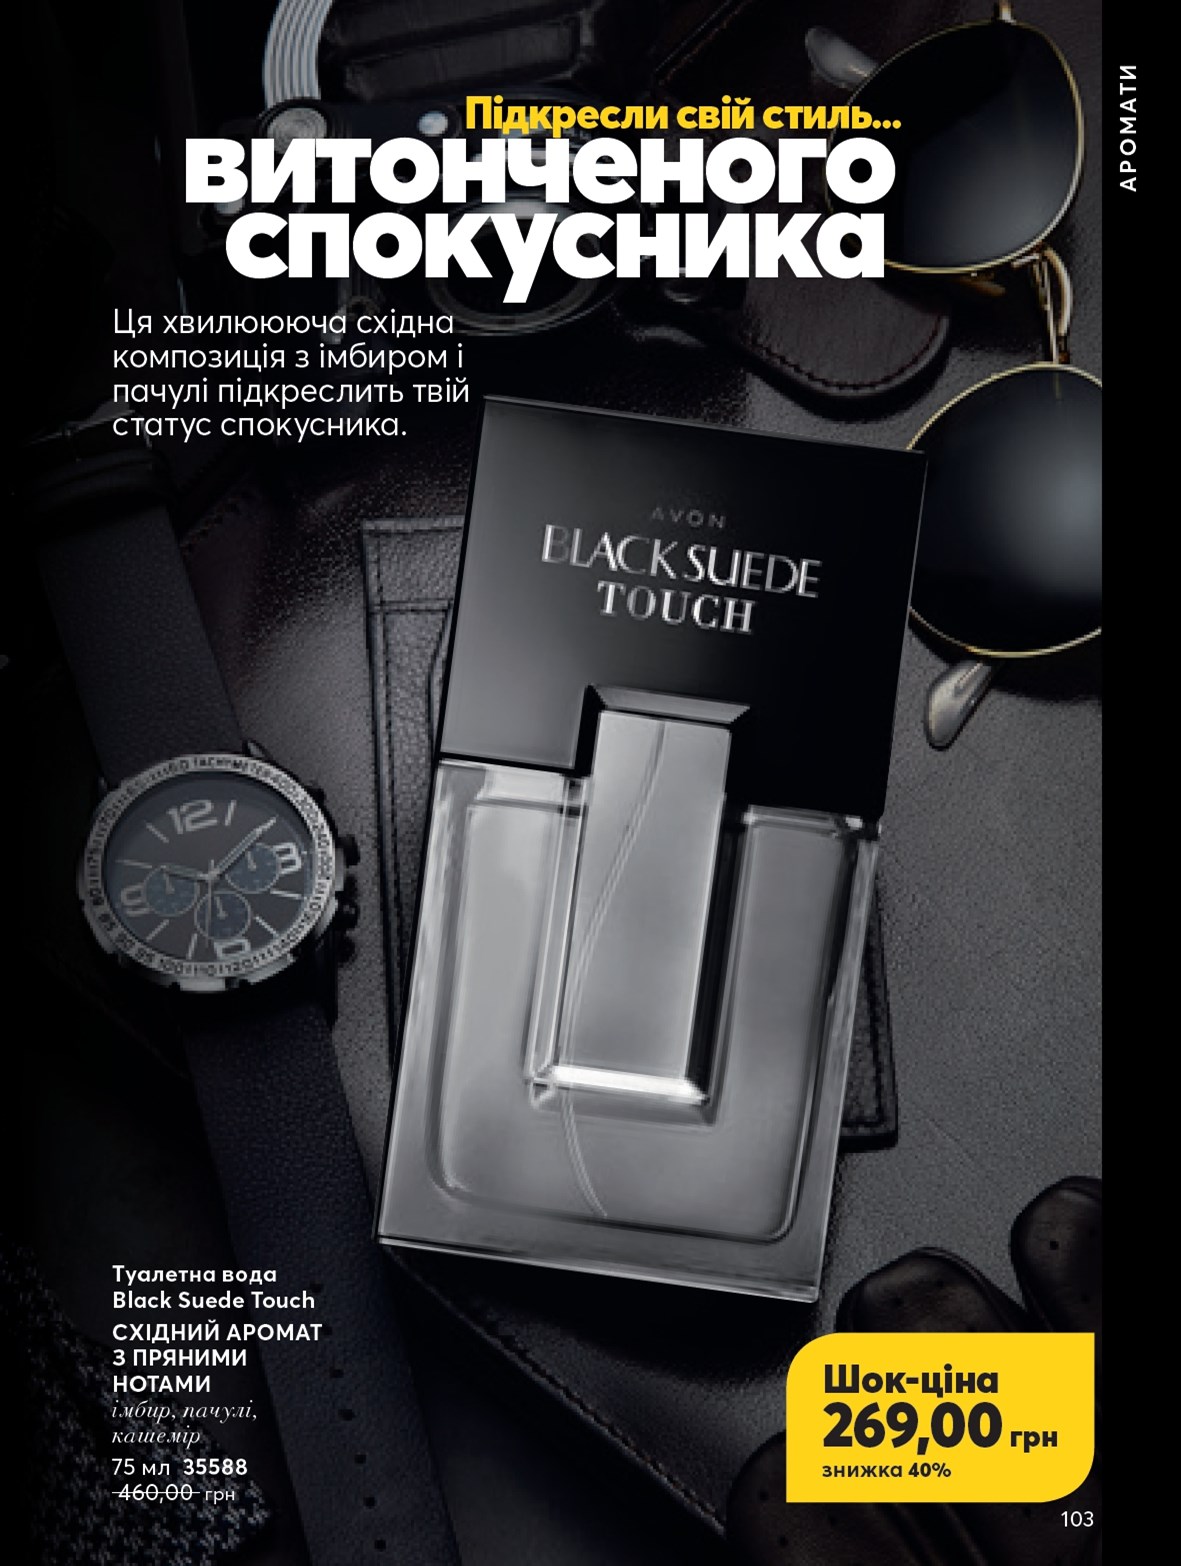 Підкресли свій стиль...
витонченого
спокусника
Ця хвилюююча східна
композиція з імбиром і
пачулі підкреслить твій
статус спокусника.
АРОМАТИ
AVON
BLACK SUEDE
TOUCH
12
Туалетна вода
Black Suede Touch
СХІДНИЙ АРОМАТ
З ПРЯНИМИ
НОТАМИ
імбир, пачулі,
кашемір
75 мл 35588
460,00 грн
Шок-ціна
269,00 грн
знижка 40%
103